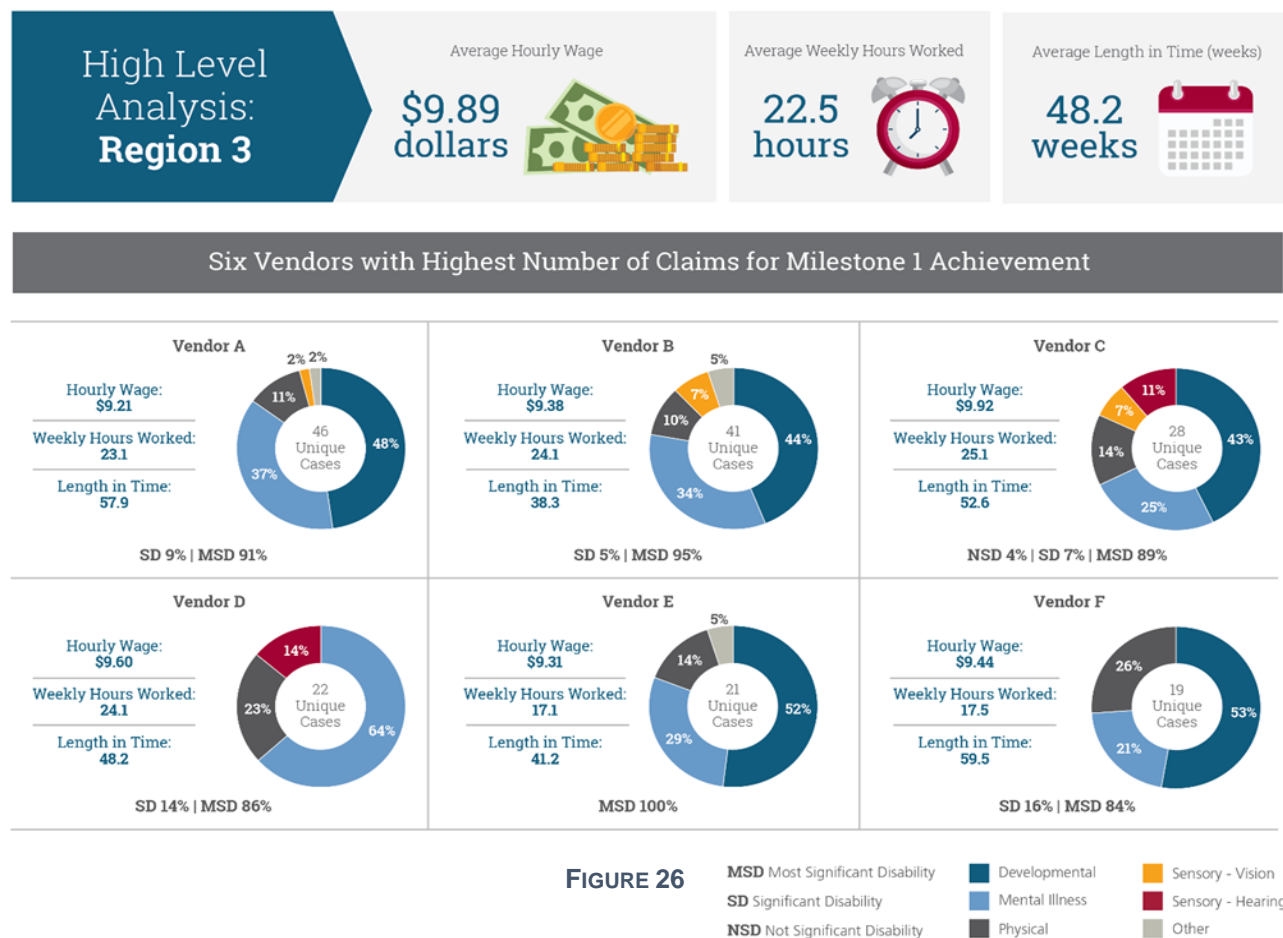 High Level
Analysis:
Region 3
Average Hourly Wage
$9.89
dollars
Average Weekly Hours Worked
22.5
hours
Average Length in Time (weeks)
48.2
weeks
Six Vendors with Highest Number of Claims for Milestone 1 Achievement
Vendor A
Hourly Wage:
$9.21
Weekly Hours Worked:
23.1
Length in Time:
57.9
2% 2%
11%
48%
37%
46
Unique
Cases
SD 9% | MSD 91%
Vendor B
Hourly Wage:
$9.38
Weekly Hours Worked:
24.1
Length in Time:
38.3
5%
7%
10%
44%
34%
41
Unique
Cases
SD 5% | MSD 95%
Vendor C
Hourly Wage:
$9.92
Weekly Hours Worked:
25.1
Length in Time:
52.6
11%
7%
14%
43%
25%
28
Unique
Cases
NSD 4% | SD 7% | MSD 89%
Vendor D
Hourly Wage:
$9.60
Weekly Hours Worked:
24.1
Length in Time:
48.2
14%
23%
64%
22
Unique
Cases
SD 14% | MSD 86%
Vendor E
Hourly Wage:
$9.31
Weekly Hours Worked:
17.1
Length in Time:
41.2
5%
14%
52%
29%
21
Unique
Cases
MSD 100%
Vendor F
Hourly Wage:
$9.44
Weekly Hours Worked:
17.5
Length in Time:
59.5
26%
53%
21%
19
Unique
Cases
SD 16% | MSD 84%
FIGURE 26
MSD Most Significant Disability
SD Significant Disability
NSD Not Significant Disability
Developmental
Mental Illness
Physical
Sensory - Vision
Sensory - Hearing
Other